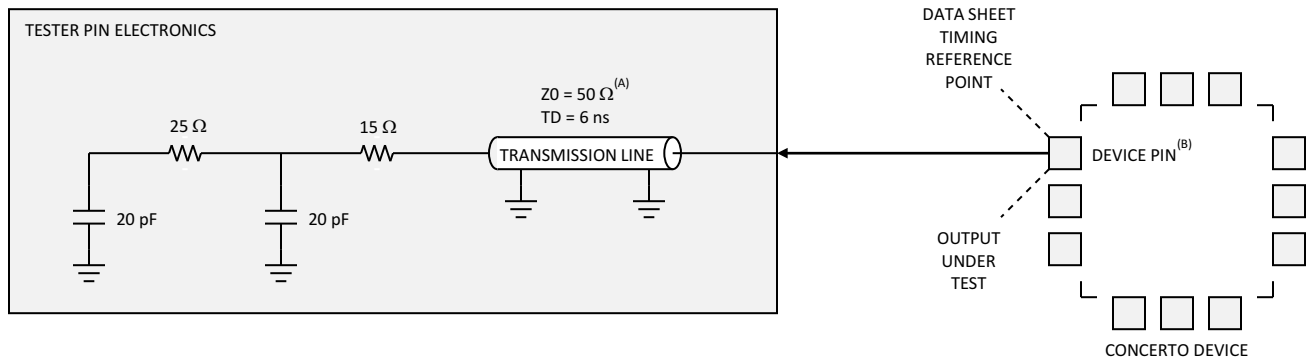 TESTER PIN ELECTRONICS
25 Ω
15 Ω
Z0 = 50 Ω(A)
TD = 6 ns
TRANSMISSION LINE
20 pF
20 pF
DATA SHEET
TIMING
REFERENCE
POINT
DEVICE PIN(B)
OUTPUT
UNDER
TEST
CONCERTO DEVICE